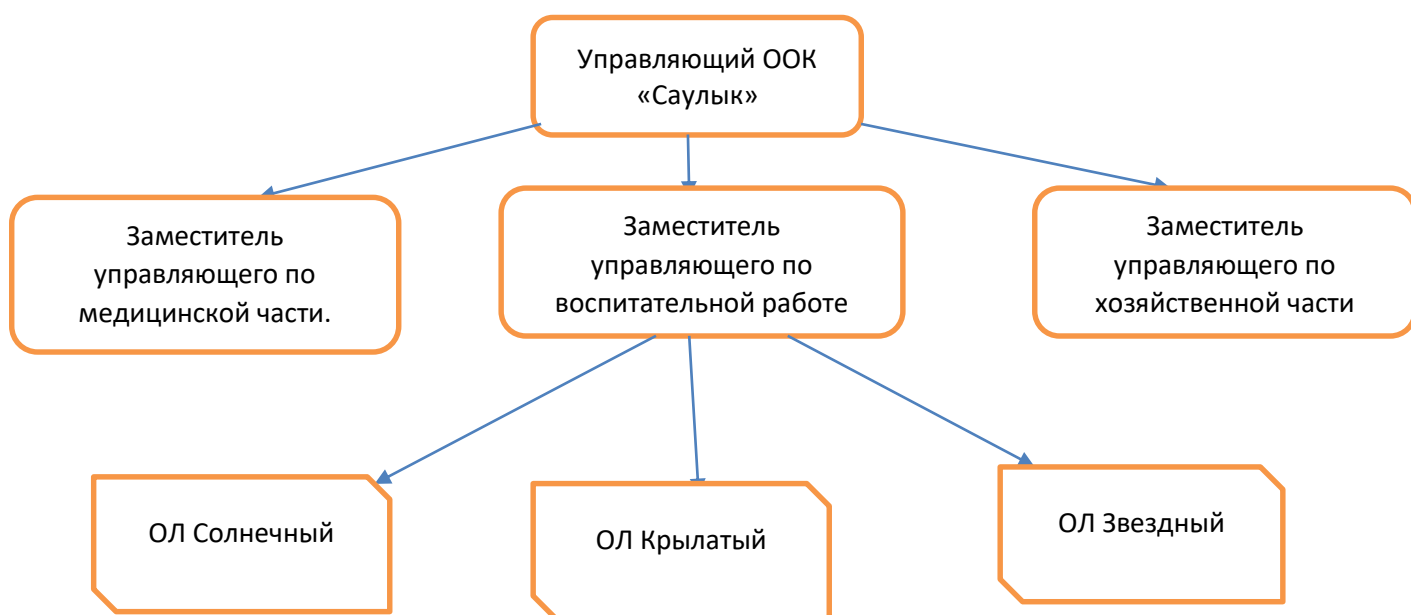 Управляющий ООК
«Саулык»
Заместитель
управляющего по
медицинской части.
Заместитель
управляющего по
воспитательной работе
Заместитель
управляющего по
хозяйственной части
ОЛ Солнечный
ОЛ Крылатый
ОЛ Звездный